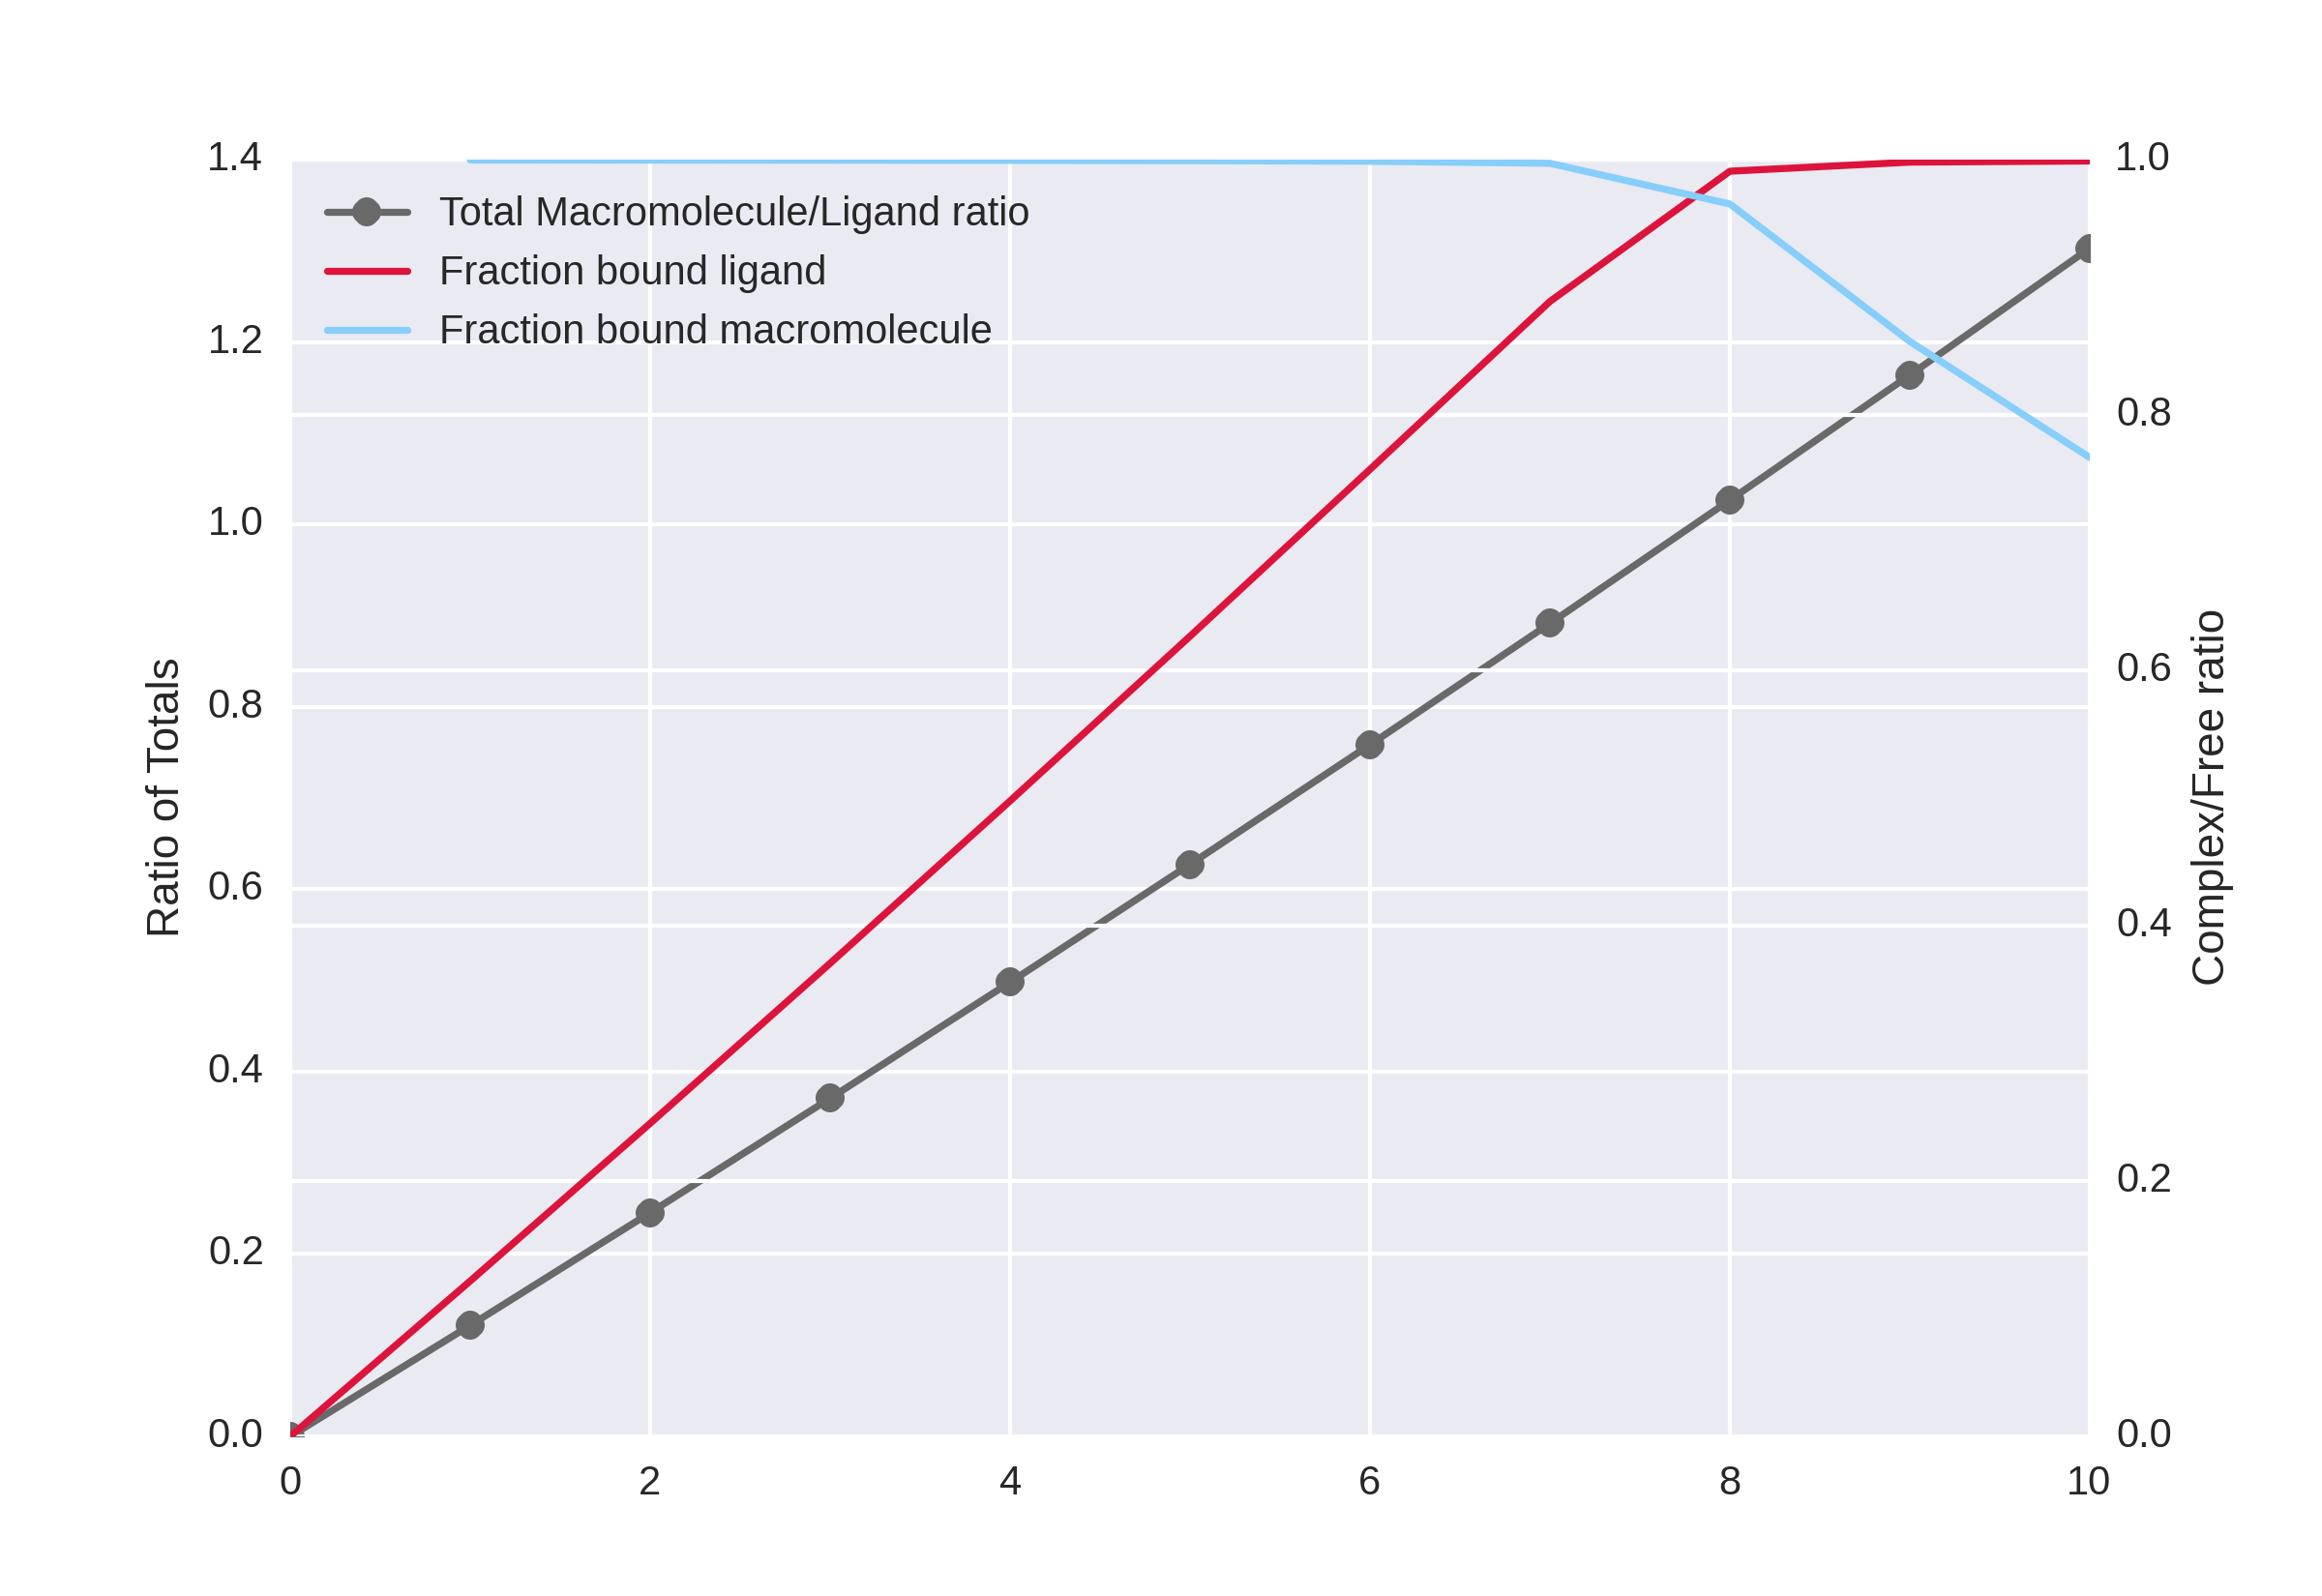 1.4
1.2
1.0
0.8
0.6
0.4
0.2
0.0
Ratio of Totals
Total Macromolecule/Ligand ratio
Fraction bound ligand
Fraction bound macromolecule
1.0
0.8
0.6
0.4
0.2
0.0
Complex/Free ratio
0 2 4 6 8 10